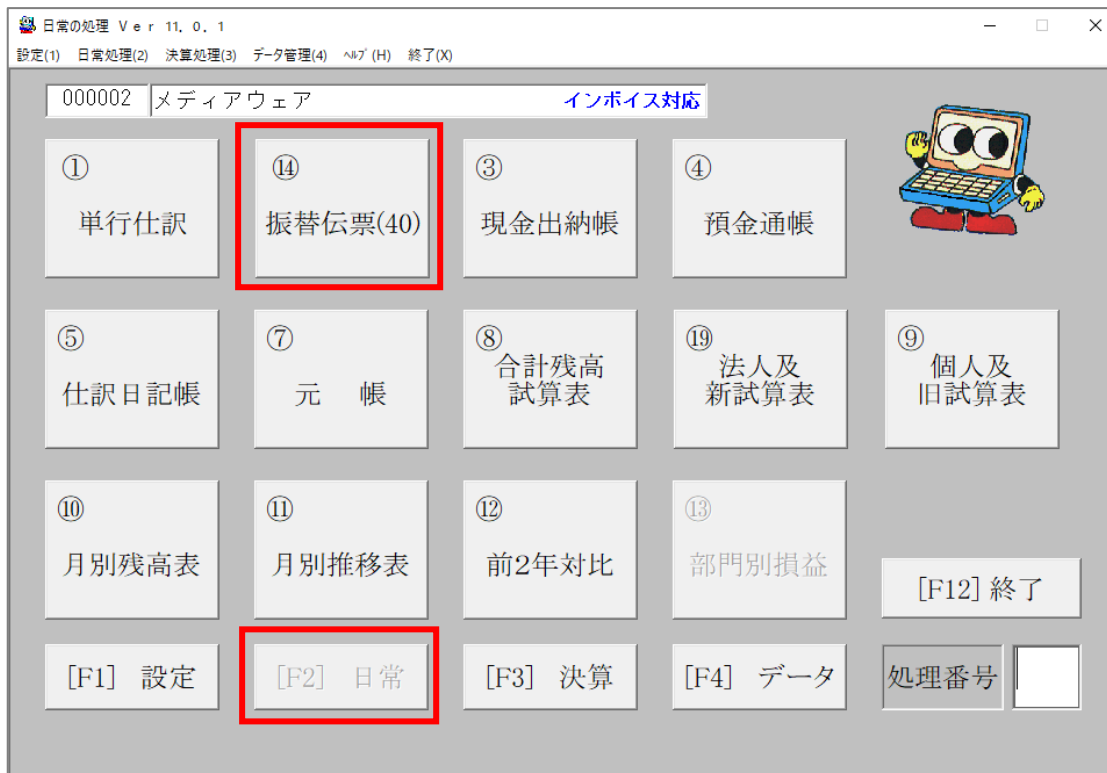 日常の処理 Ｖｅｒ 11．0．1
設定(1) 日常処理(2) 決算処理(3) データ管理(4) ﾍﾙﾌﾟ(H) 終了(X)
000002 メディアウェア インボイス対応
① 単行仕訳
⑭ 振替伝票(40)
③ 現金出納帳
④ 預金通帳
⑤ 仕訳日記帳
⑦ 元　帳
⑧ 合計残高
試算表
⑲ 法人及
新試算表
⑨ 個人及
旧試算表
⑩ 月別残高表
⑪ 月別推移表
⑫ 前2年対比
⑬ 部門別損益
[F12] 終了
[F1] 設定
[F2] 日常
[F3] 決算
[F4] データ
処理番号